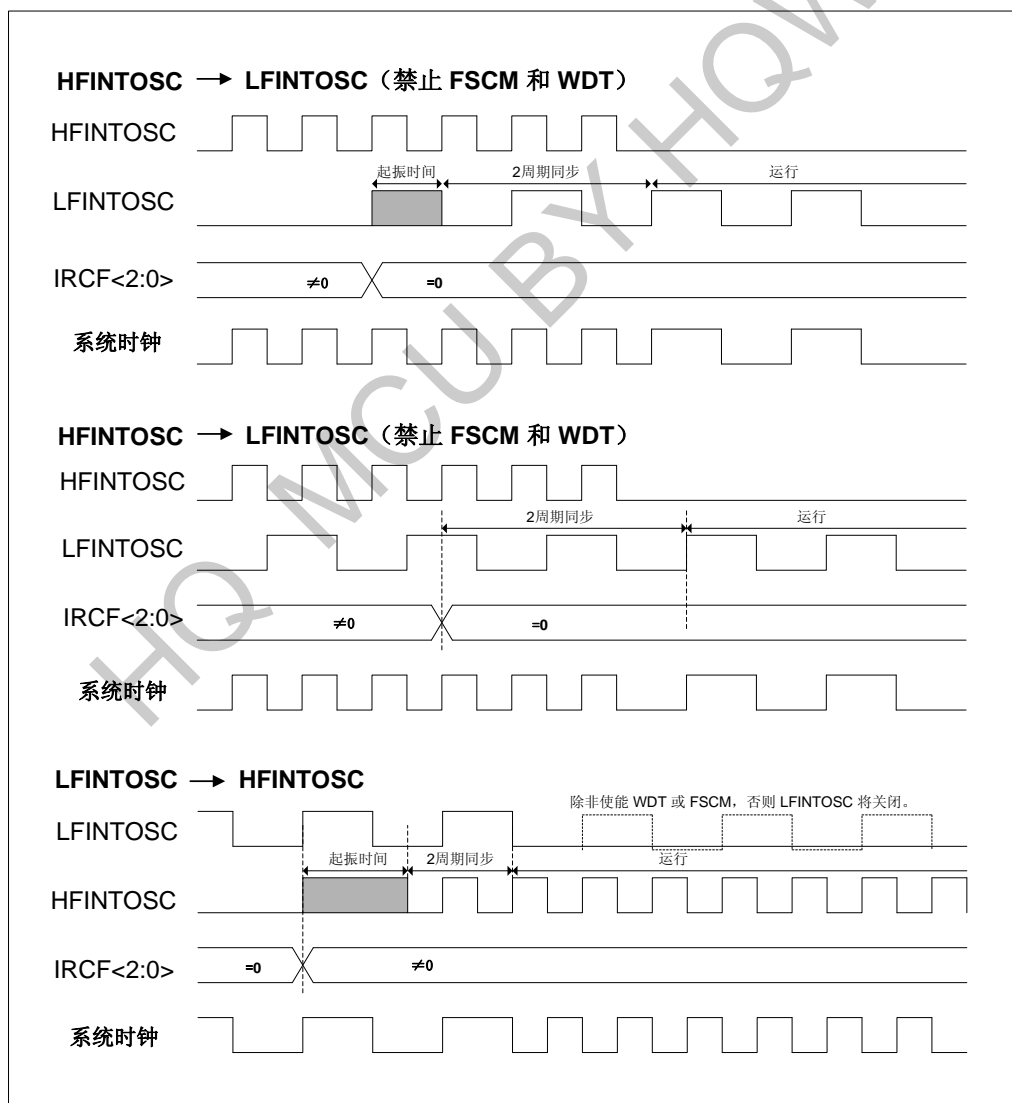 HFINTOSC → LFINTOSC（禁止 FSCM 和 WDT）
HFINTOSC
起振时间 2周期同步 运行
LFINTOSC
IRCF<2:0> ≠0 =0
系统时钟
HFINTOSC → LFINTOSC（禁止 FSCM 和 WDT）
HFINTOSC
2周期同步 运行
LFINTOSC
IRCF<2:0> ≠0 =0
系统时钟
LFINTOSC → HFINTOSC
除非使能 WDT 或 FSCM，否则 LFINTOSC 将关闭。
LFINTOSC
起振时间 2周期同步 运行
HFINTOSC
IRCF<2:0> =0 ≠0
系统时钟
HQ MCU BY HQW